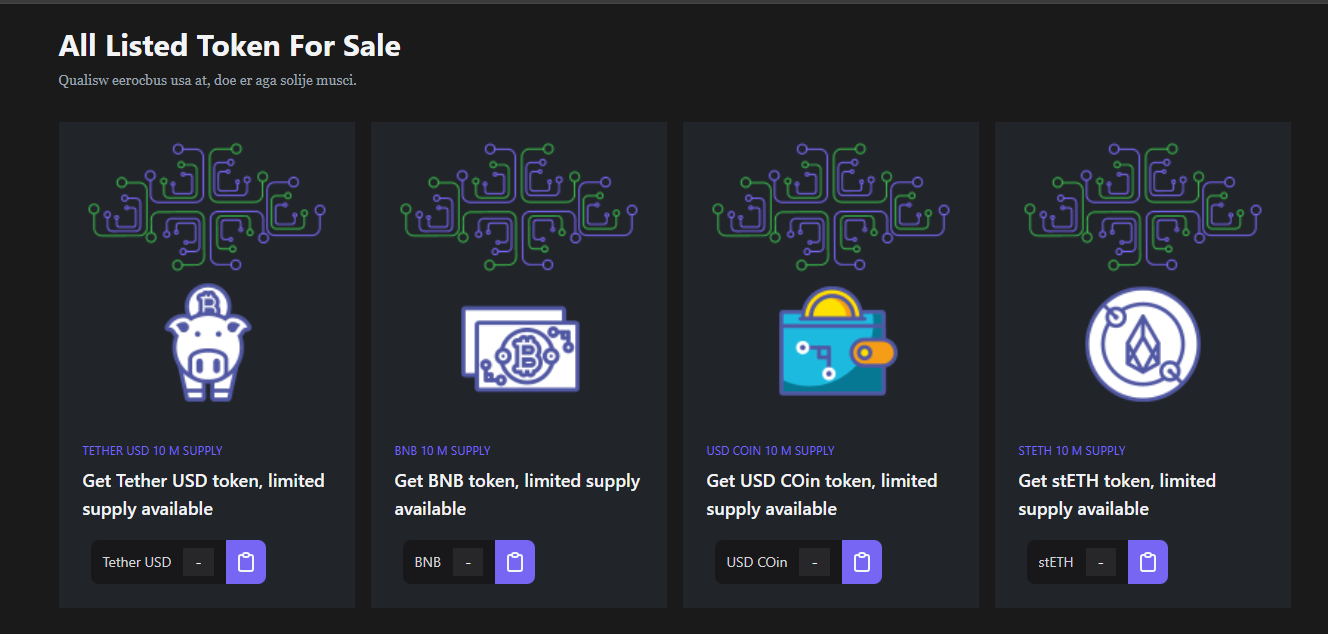 All Listed Token For Sale
Qualisw eerocbus usa at, doe er aga solije musci.
TETHER USD 10 M SUPPLY
Get Tether USD token, limited
supply available
Tether USD -
BNB 10 M SUPPLY
Get BNB token, limited supply
available
BNB -
USD COIN 10 M SUPPLY
Get USD COin token, limited
supply available
USD COin -
STETH 10 M SUPPLY
Get stETH token, limited
supply available
stETH -